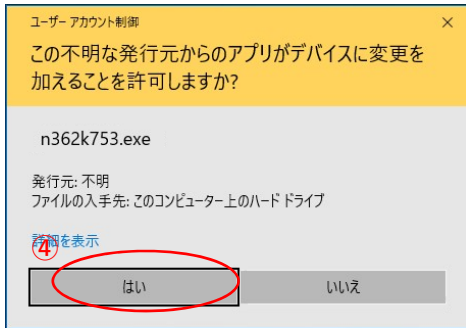 ユーザー アカウント制御
×
この不明な発行元からのアプリがデバイスに変更を
加えることを許可しますか?
n362k753.exe
発行元: 不明
ファイルの入手先: このコンピューター上のハード ドライブ
詳細を表示
④
はい
いいえ